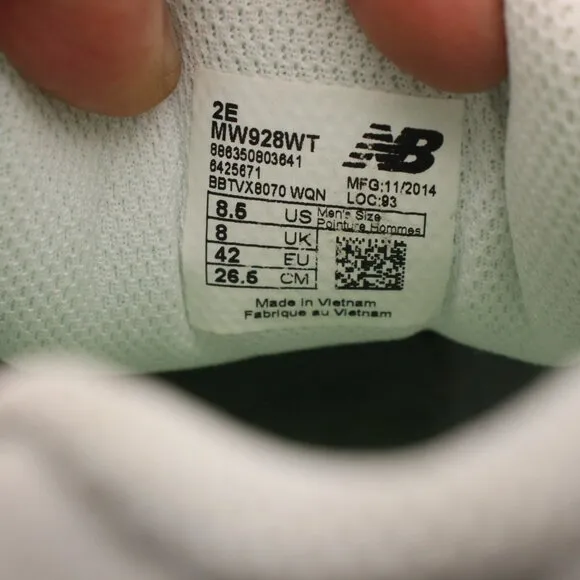 2E
MW928WT
886350803641
6425671
BBTVX8070 WQN
NB
MFG:11/2014
LOC:93
8.5 US Men's Size
Pointure Hommes
8 UK
42 EU
26.5 CM
Made in Vietnam
Fabrique au Vietnam